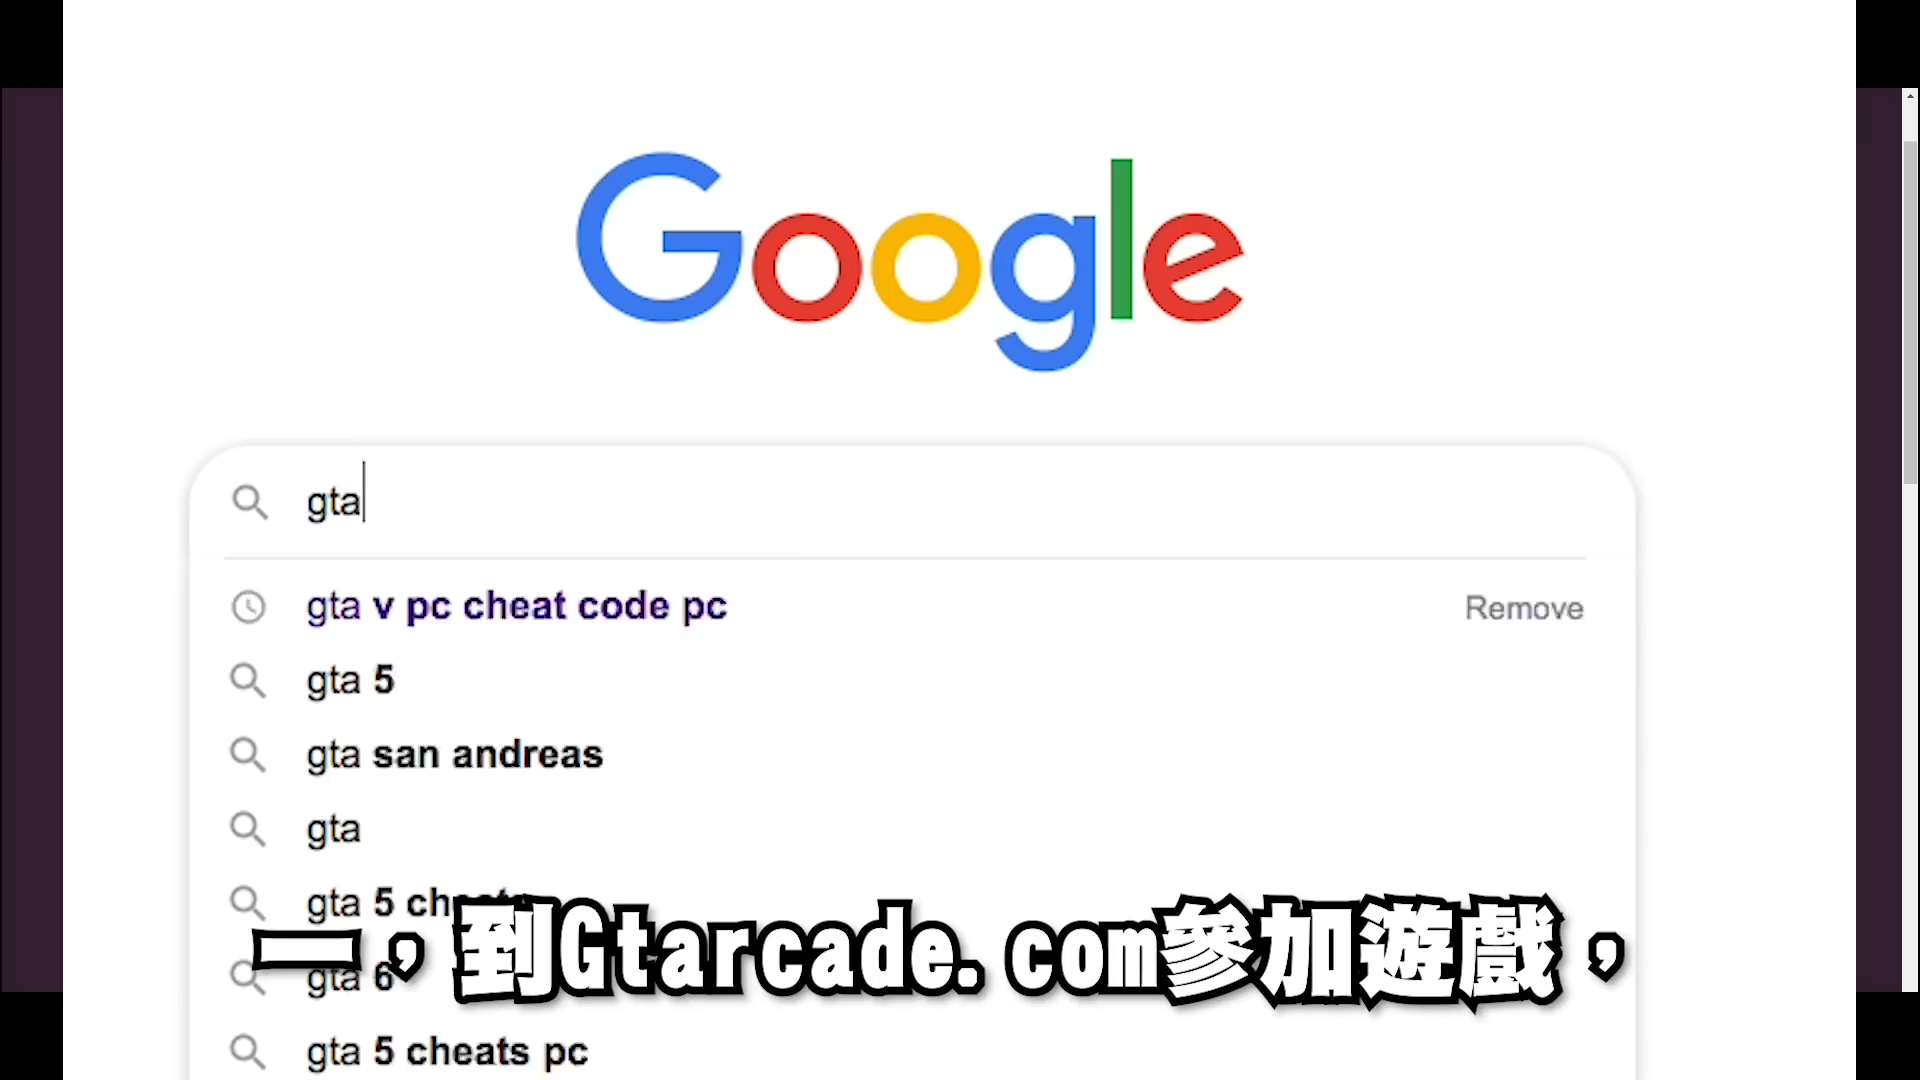 Google
gta
gta v pc cheat code pc
Remove
gta 5
gta san andreas
gta
gta 5 cheats
gta 6
一，到Gtarcade.com參加遊戲，
gta 5 cheats pc